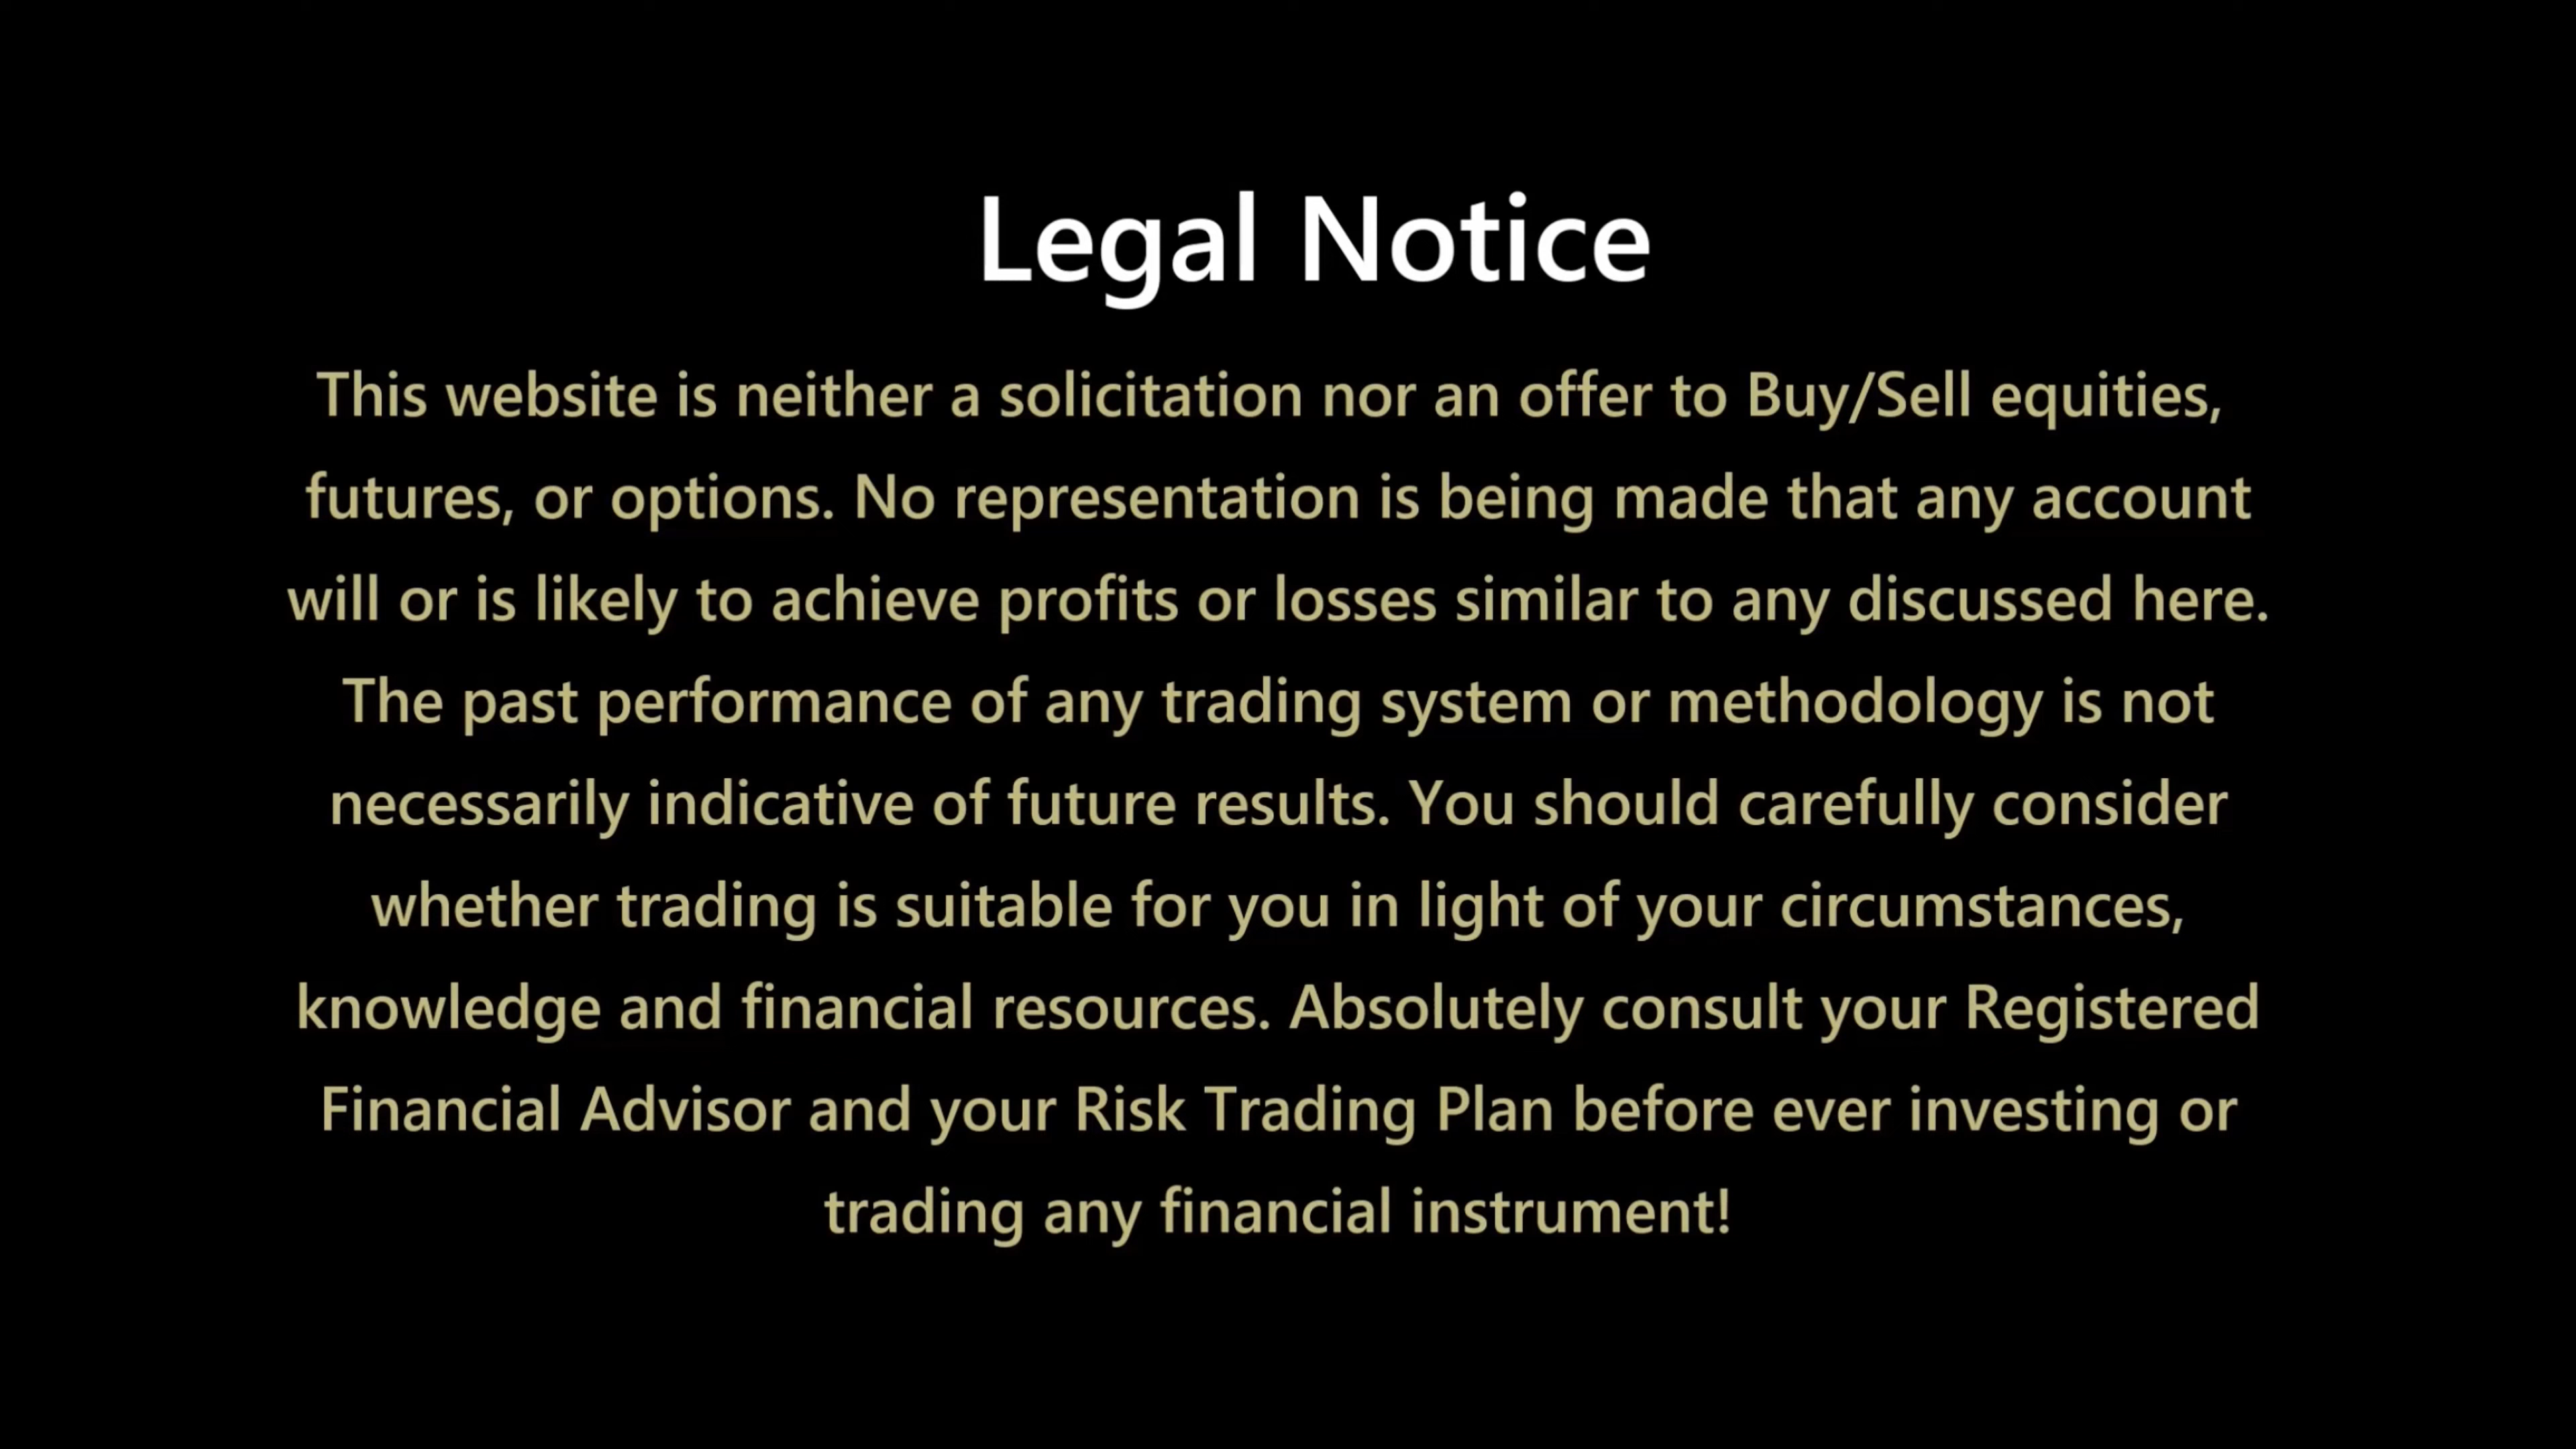 Legal Notice
This website is neither a solicitation nor an offer to Buy/Sell equities,
futures, or options. No representation is being made that any account
will or is likely to achieve profits or losses similar to any discussed here.
The past performance of any trading system or methodology is not
necessarily indicative of future results. You should carefully consider
whether trading is suitable for you in light of your circumstances,
knowledge and financial resources. Absolutely consult your Registered
Financial Advisor and your Risk Trading Plan before ever investing or
trading any financial instrument!